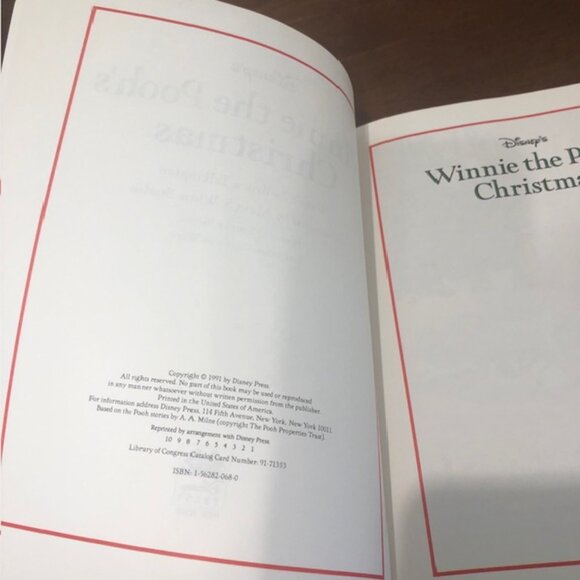 Copyright © 1991 by Disney Press.
All rights reserved. No part of this book may be used or reproduced
in any manner whatsoever without written permission from the publisher.
Printed in the United States of America.
For information address Disney Press, 114 Fifth Avenue, New York, New York 10011.
Based on the Pooh stories by A. A. Milne (copyright The Pooh Properties Trust).
Reprinted by arrangement with Disney Press
10 9 8 7 6 5 4 3 2 1
Library of Congress Catalog Card Number: 91-71353
ISBN: 1-56282-068-0
Disney's
Winnie the P
Christma